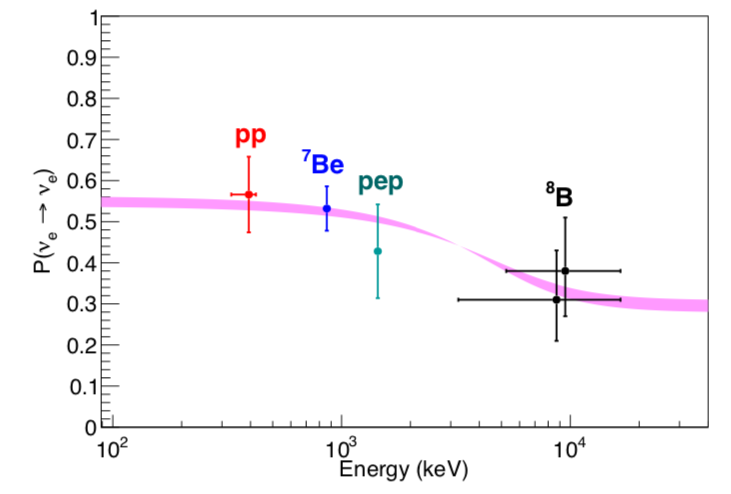 1
0.9
0.8
0.7
0.6
0.5
0.4
0.3
0.2
0.1
0
P(νe → νe)
pp
⁷Be
pep
⁸B
10² 10³ 10⁴
Energy (keV)